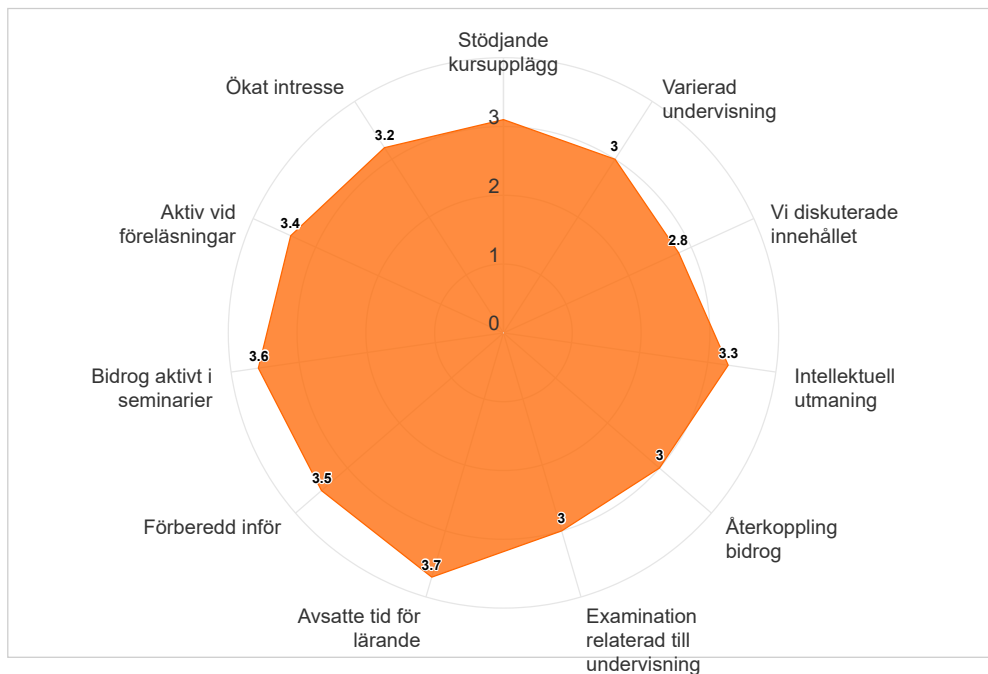 Stödjande
kursupplägg
Varierad
undervisning
Vi diskuterade
innehållet
Intellektuell
utmaning
Återkoppling
bidrog
Examination
relaterad till
undervisning
Avsatte tid för
lärande
Förberedd inför
Bidrog aktivt i
seminarier
Aktiv vid
föreläsningar
Ökat intresse
3
2
1
0
3
2.8
3.3
3
3
3.7
3.5
3.6
3.4
3.2